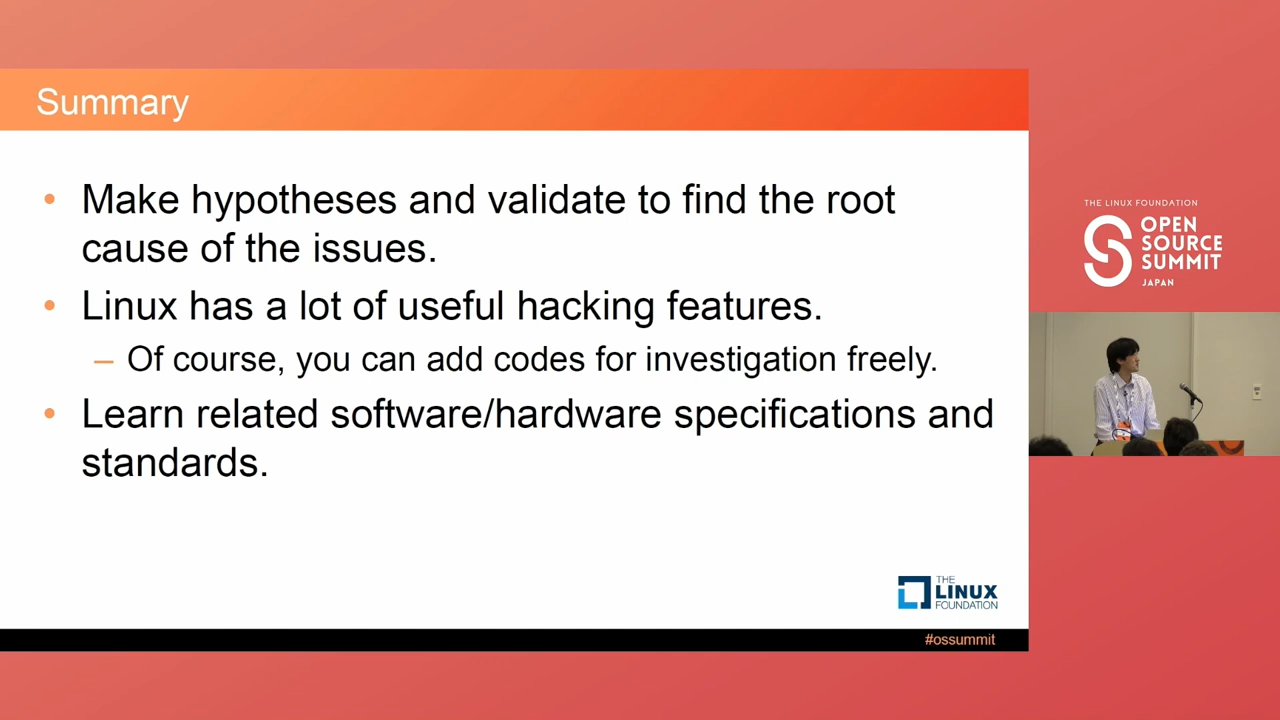 Summary
• Make hypotheses and validate to find the root
cause of the issues.
• Linux has a lot of useful hacking features.
– Of course, you can add codes for investigation freely.
• Learn related software/hardware specifications and
standards.
THE
LINUX
FOUNDATION
#ossummit
THE LINUX FOUNDATION
OPEN
SOURCE
SUMMIT
JAPAN